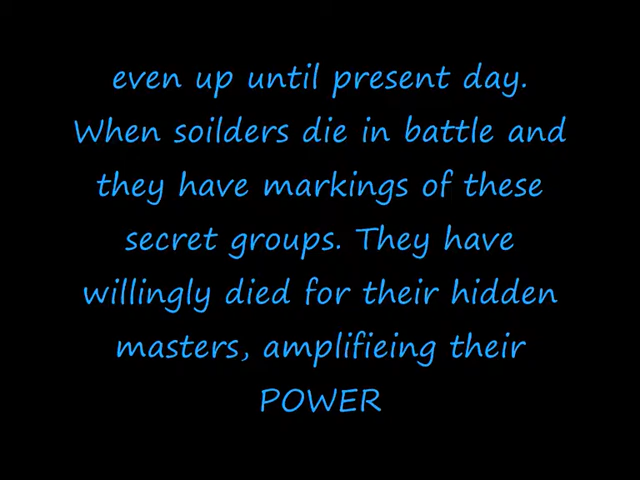 even up until present day.
When soilders die in battle and
they have markings of these
secret groups. They have
willingly died for their hidden
masters, amplifieing their
POWER